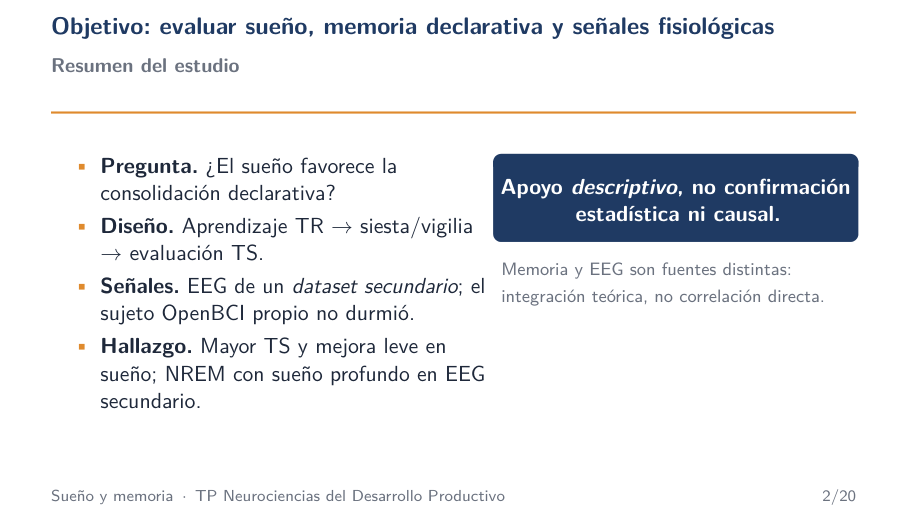 Objetivo: evaluar sueño, memoria declarativa y señales fisiológicas
Resumen del estudio
▪ Pregunta. ¿El sueño favorece la
consolidación declarativa?
▪ Diseño. Aprendizaje TR → siesta/vigilia
→ evaluación TS.
▪ Señales. EEG de un dataset secundario; el
sujeto OpenBCI propio no durmió.
▪ Hallazgo. Mayor TS y mejora leve en
sueño; NREM con sueño profundo en EEG
secundario.
Apoyo descriptivo, no confirmación
estadística ni causal.
Memoria y EEG son fuentes distintas:
integración teórica, no correlación directa.
Sueño y memoria · TP Neurociencias del Desarrollo Productivo
2/20